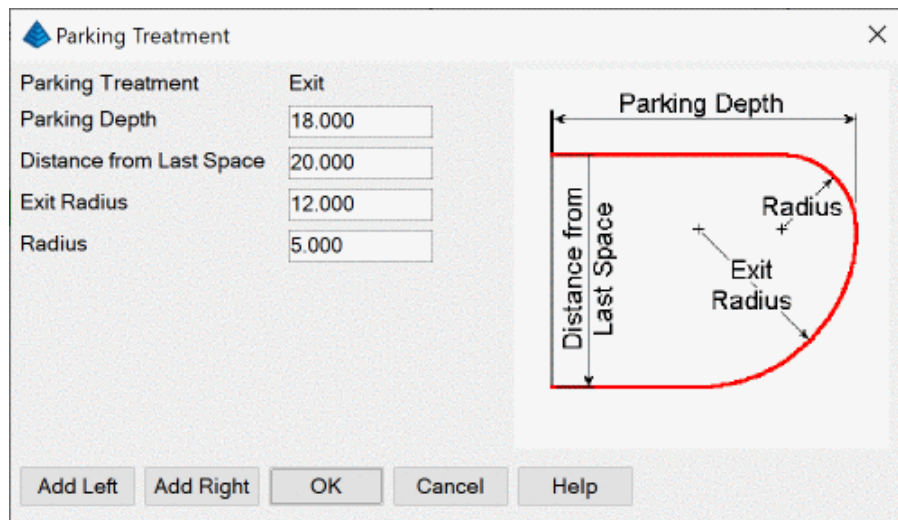 Parking Treatment
Parking Treatment Exit
Parking Depth 18.000
Distance from Last Space 20.000
Exit Radius 12.000
Radius 5.000
Parking Depth
Distance from
Last Space
Radius
Exit
Radius
Add Left Add Right OK Cancel Help